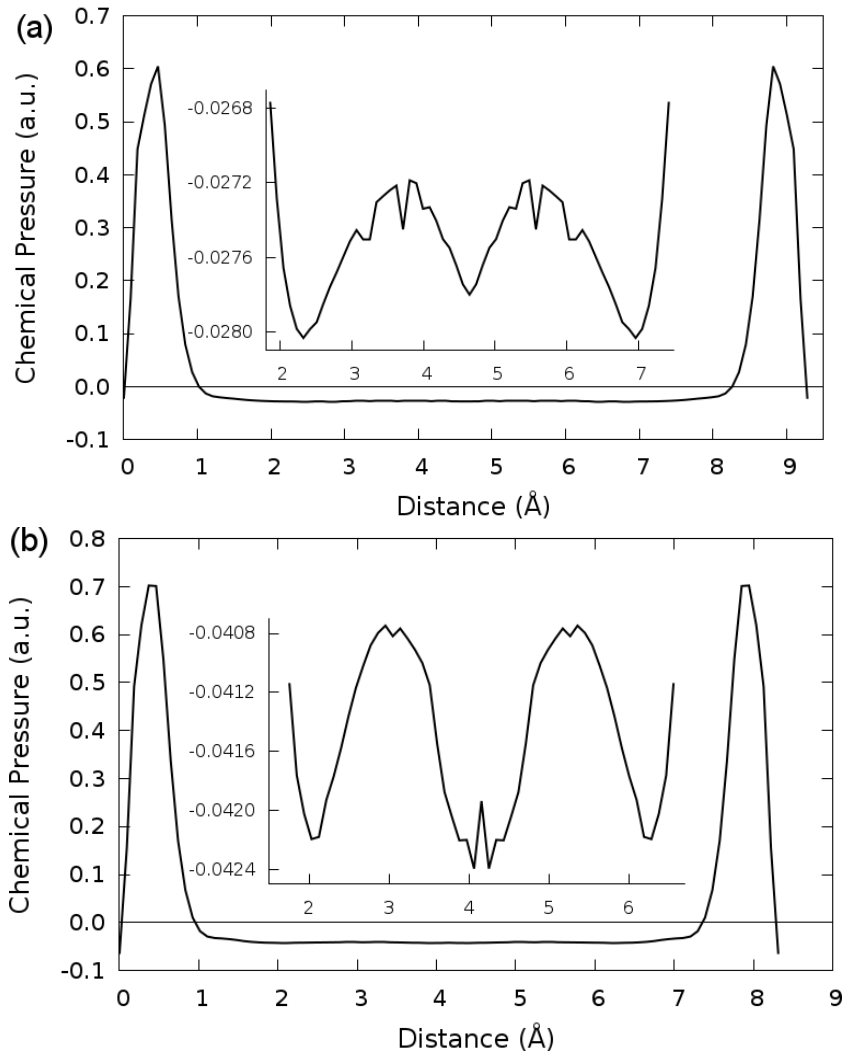 (a)
0.7
0.6
0.5
0.4
0.3
0.2
0.1
0.0
-0.1
Chemical Pressure (a.u.)
-0.0268
-0.0272
-0.0276
-0.0280
2 3 4 5 6 7
0 1 2 3 4 5 6 7 8 9
Distance (Å)
(b)
0.8
0.7
0.6
0.5
0.4
0.3
0.2
0.1
0.0
-0.1
Chemical Pressure (a.u.)
-0.0408
-0.0412
-0.0416
-0.0420
-0.0424
2 3 4 5 6
0 1 2 3 4 5 6 7 8 9
Distance (Å)